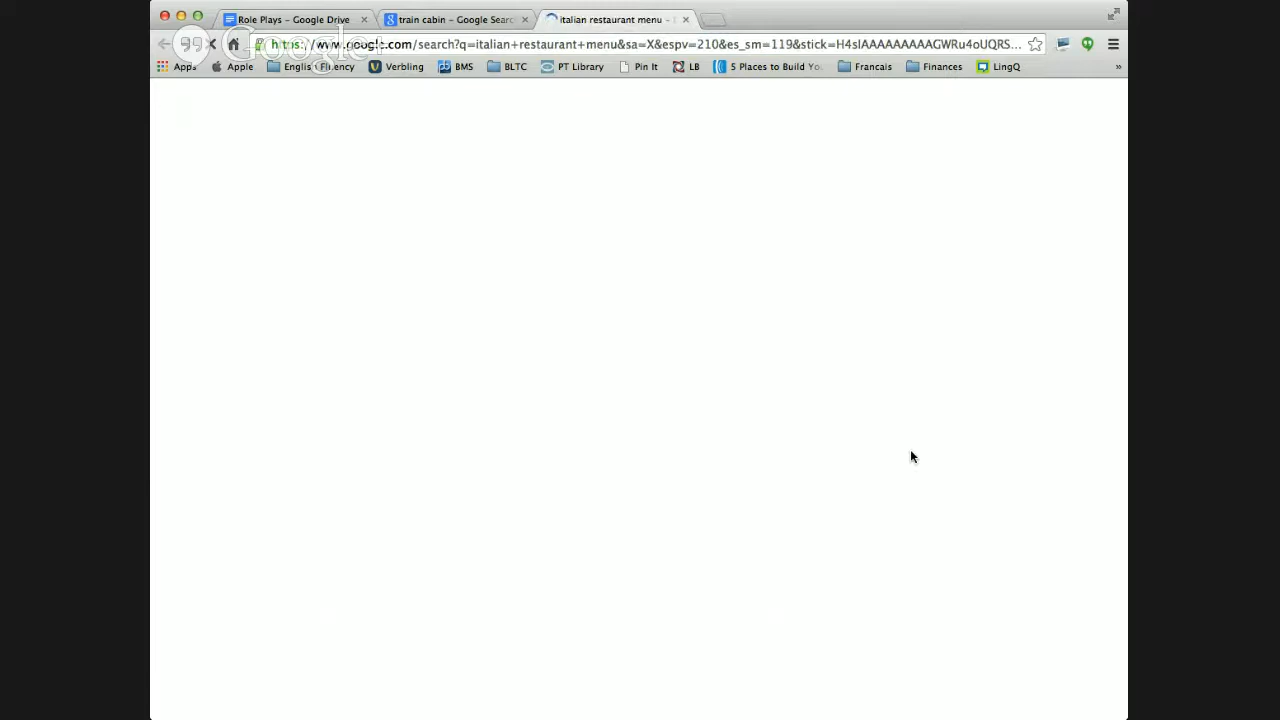 Role Plays – Google Drive
train cabin – Google Searc
italian restaurant menu –
Google+
https://www.google.com/search?q=italian+restaurant+menu&sa=X&espv=210&es_sm=119&stick=H4sIAAAAAAAAAGWRu4oUQRS...
Apps Apple English Fluency Verbling BMS BLTC PT Library Pin It LB 5 Places to Build Yo Francais Finances LingQ »